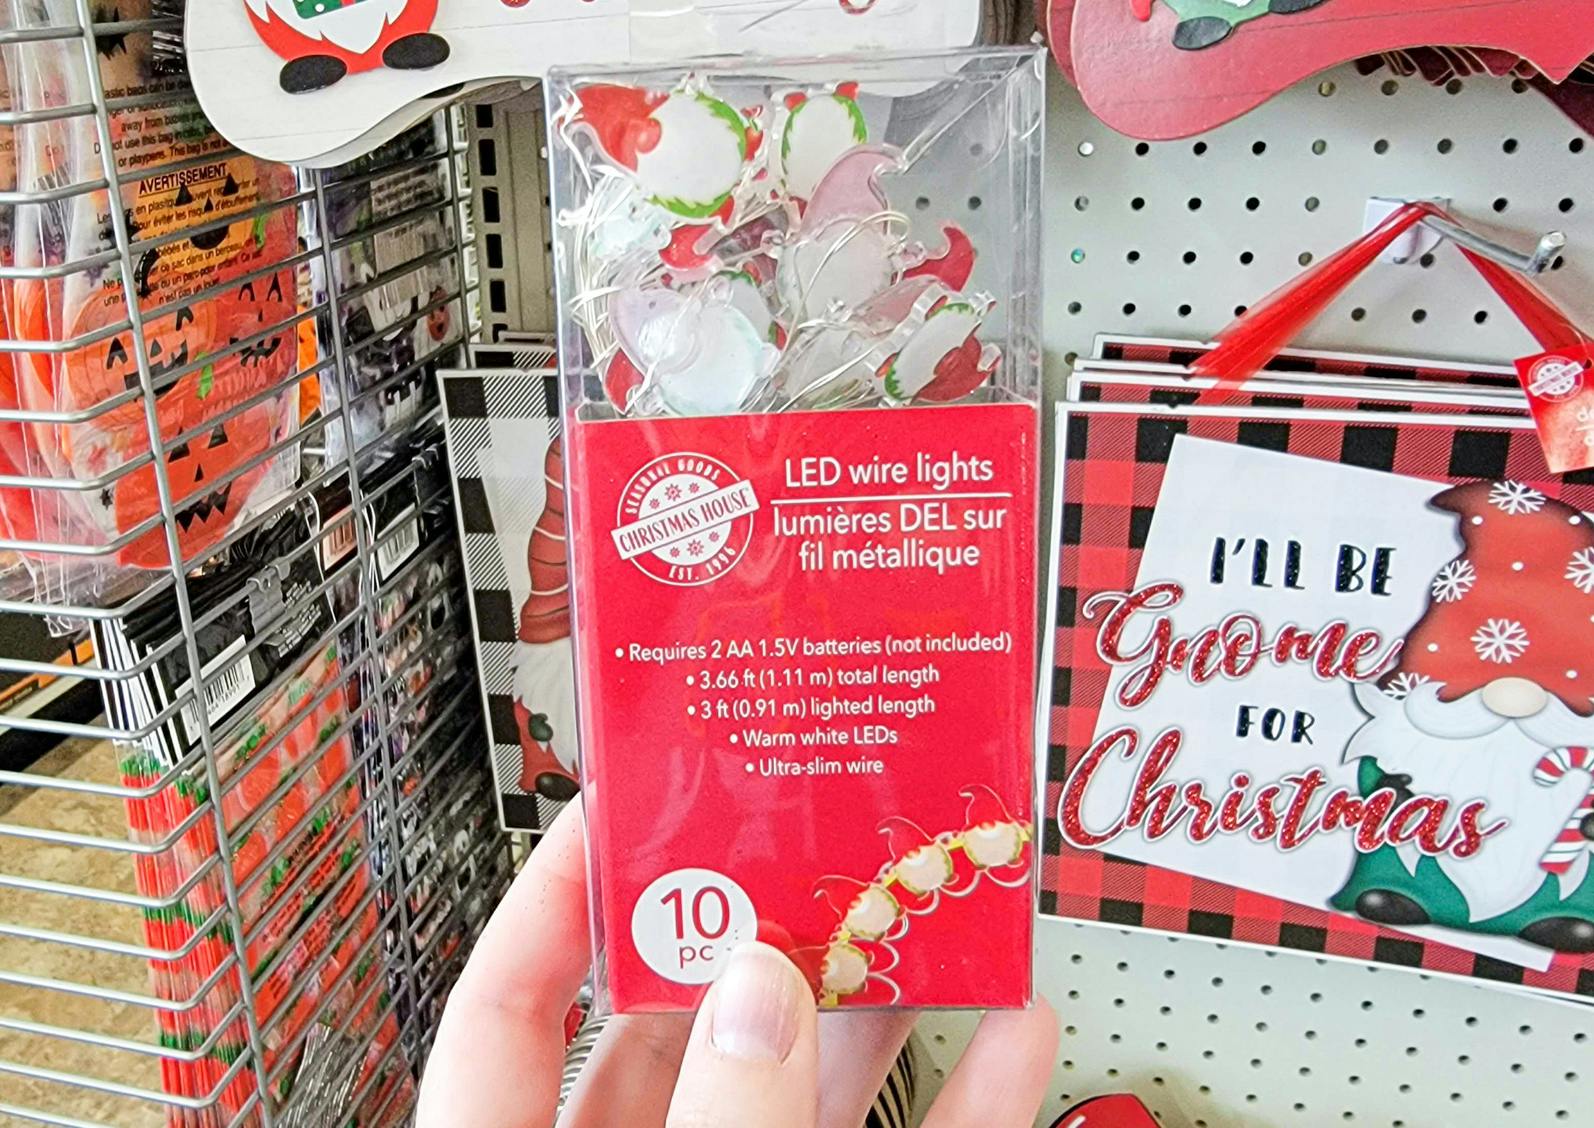 AVERTISSEMENT
SEASONAL GOODS
CHRISTMAS HOUSE
EST. 1996
LED wire lights
lumières DEL sur
fil métallique
• Requires 2 AA 1.5V batteries (not included)
• 3.66 ft (1.11 m) total length
• 3 ft (0.91 m) lighted length
• Warm white LEDs
• Ultra-slim wire
10
pc
I'LL BE
Gnome
FOR
Christmas